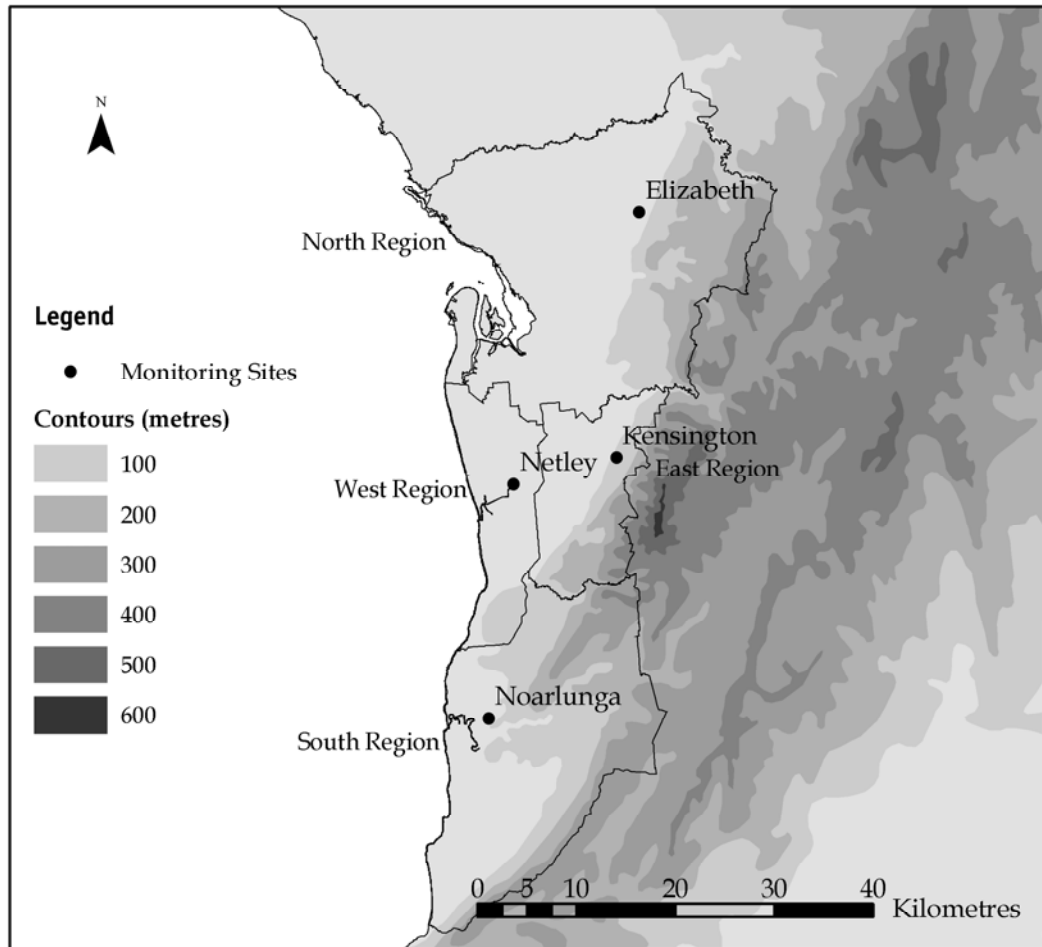 N
Elizabeth
North Region
Legend
Monitoring Sites
Contours (metres)
100
200
300
400
500
600
Kensington
Netley
East Region
West Region
Noarlunga
South Region
0 5 10 20 30 40
Kilometres